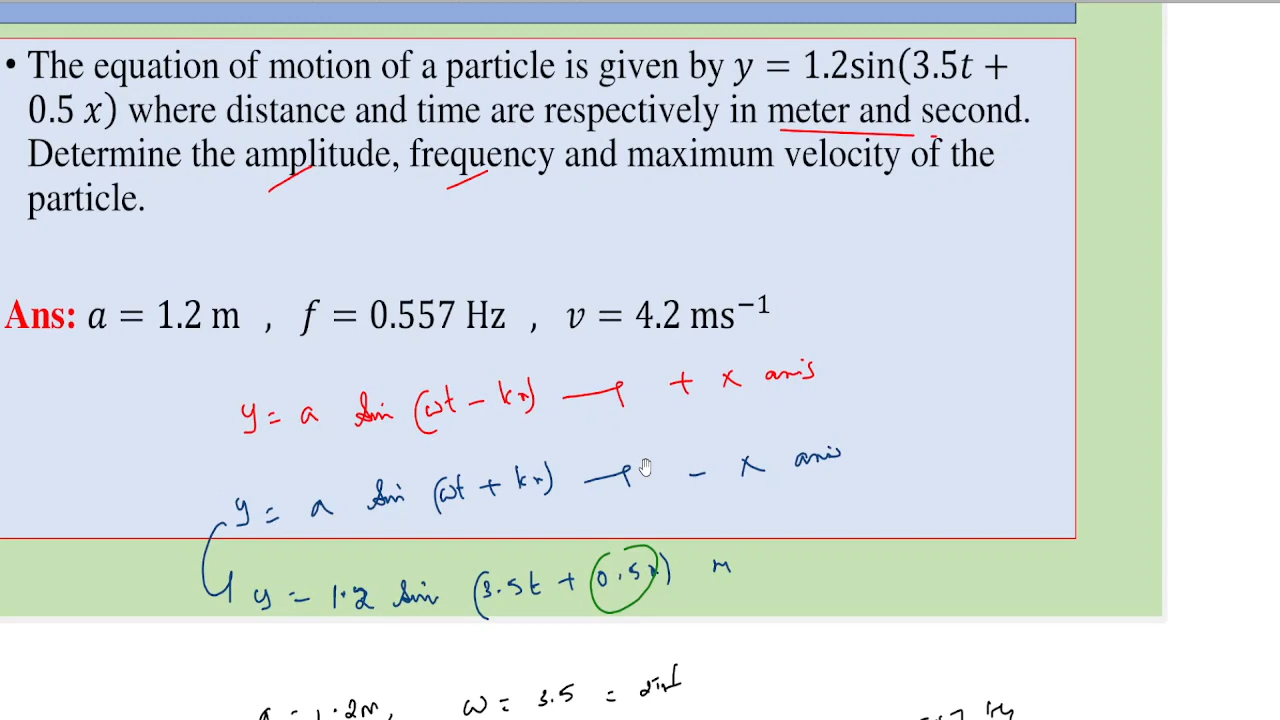 • The equation of motion of a particle is given by y = 1.2sin(3.5t +
0.5 x) where distance and time are respectively in meter and second.
Determine the amplitude, frequency and maximum velocity of the
particle.
Ans: a = 1.2 m , f = 0.557 Hz , v = 4.2 ms⁻¹
y = a sin (ωt − kx) → + x axis
y = a sin (ωt + kx) → − x axis
y = 1.2 sin (3.5t + 0.5x) m
a = 1.2m, ω = 3.5 = 2πf